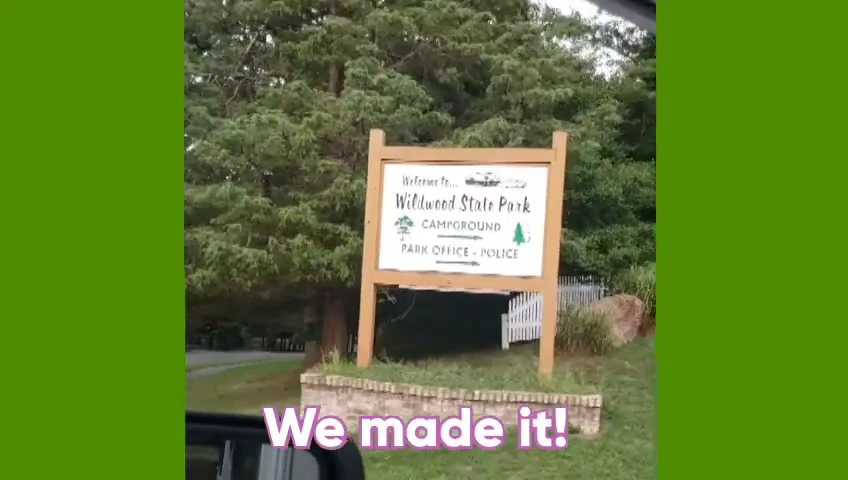 Welcome to...
Wildwood State Park
CAMPGROUND
PARK OFFICE - POLICE
We made it!